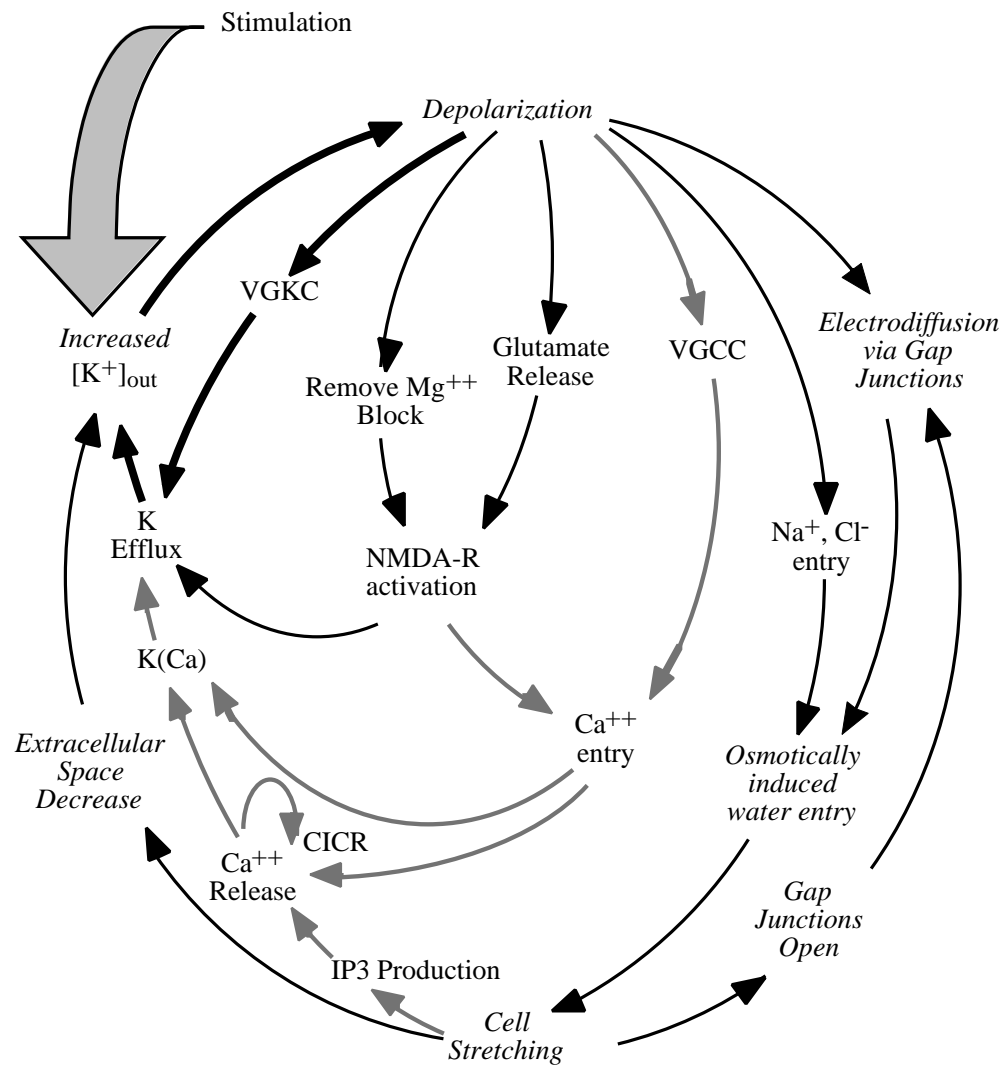 Stimulation
Depolarization
VGKC
Increased
[K+]out
Glutamate
Release
VGCC
Electrodiffusion
via Gap
Junctions
Remove Mg++
Block
K
Efflux
NMDA-R
activation
Na+, Cl-
entry
K(Ca)
Ca++
entry
Extracellular
Space
Decrease
Osmotically
induced
water entry
CICR
Ca++
Release
Gap
Junctions
Open
IP3 Production
Cell
Stretching